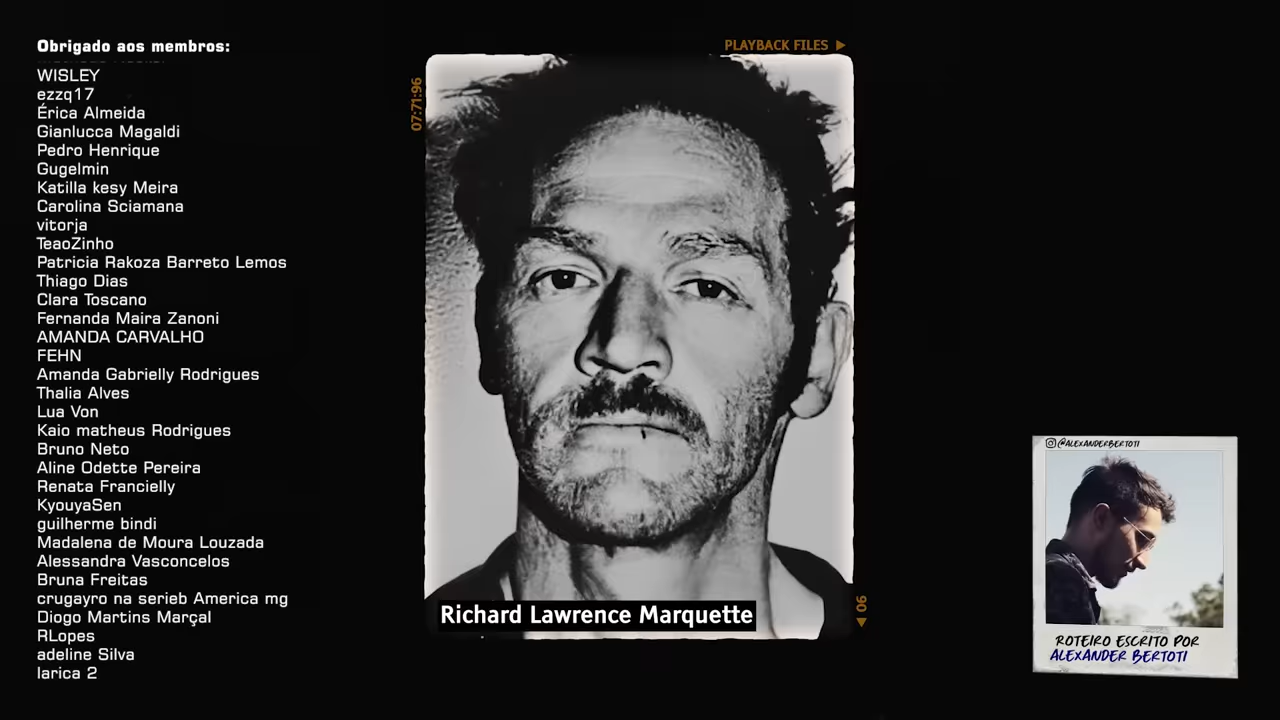 Obrigado aos membros:
WISLEY
ezzq17
Érica Almeida
Gianlucca Magaldi
Pedro Henrique
Gugelmin
Katilla kesy Meira
Carolina Sciamana
vitorja
TeaoZinho
Patricia Rakoza Barreto Lemos
Thiago Dias
Clara Toscano
Fernanda Maira Zanoni
AMANDA CARVALHO
FEHN
Amanda Gabrielly Rodrigues
Thalia Alves
Lua Von
Kaio matheus Rodrigues
Bruno Neto
Aline Odette Pereira
Renata Francielly
KyouyaSen
guilherme bindi
Madalena de Moura Louzada
Alessandra Vasconcelos
Bruna Freitas
crugayro na serieb America mg
Diogo Martins Marçal
RLopes
adeline Silva
larica 2
PLAYBACK FILES
07:71:96
Richard Lawrence Marquette
06
@ALEXANDERBERTOTI
ROTEIRO ESCRITO POR
ALEXANDER BERTOTI